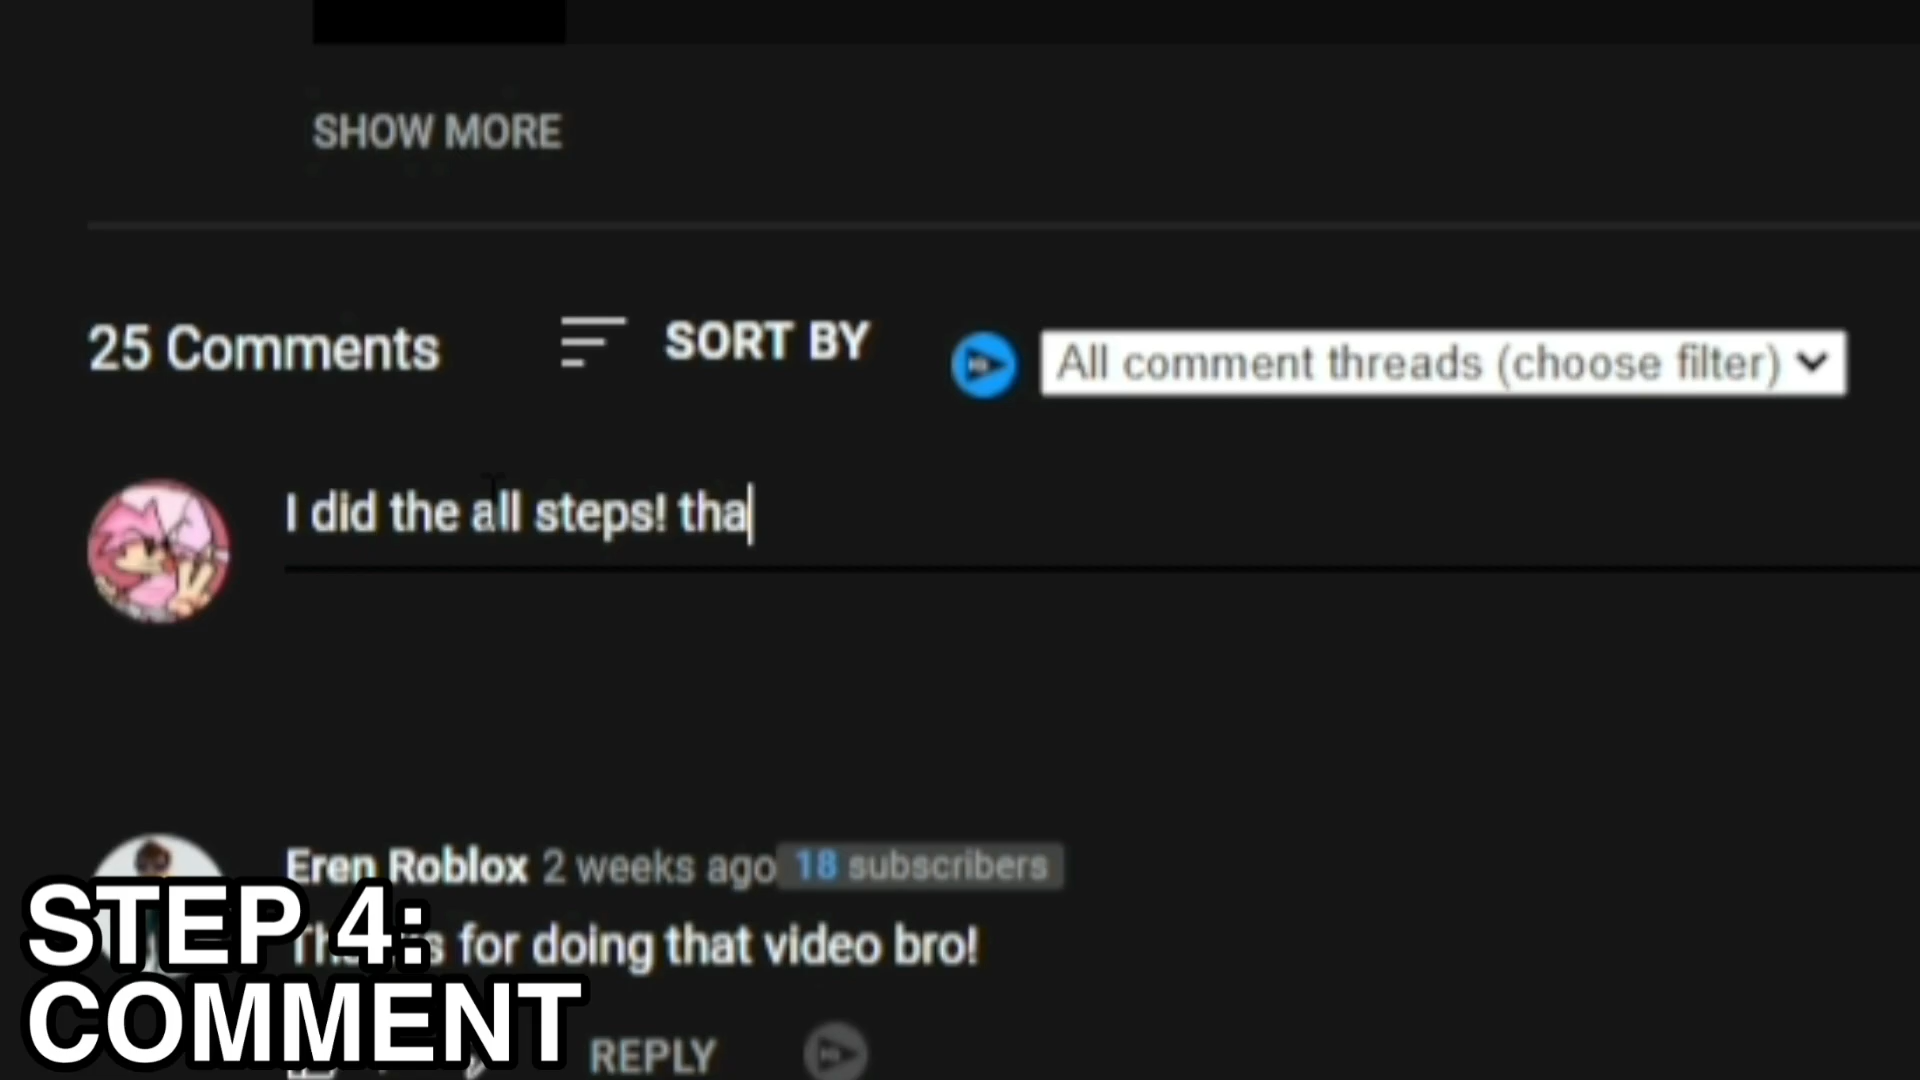 SHOW MORE
25 Comments
SORT BY
All comment threads (choose filter)
I did the all steps! tha
Eren Roblox 2 weeks ago 18 subscribers
for doing that video bro!
STEP 4:
COMMENT
REPLY